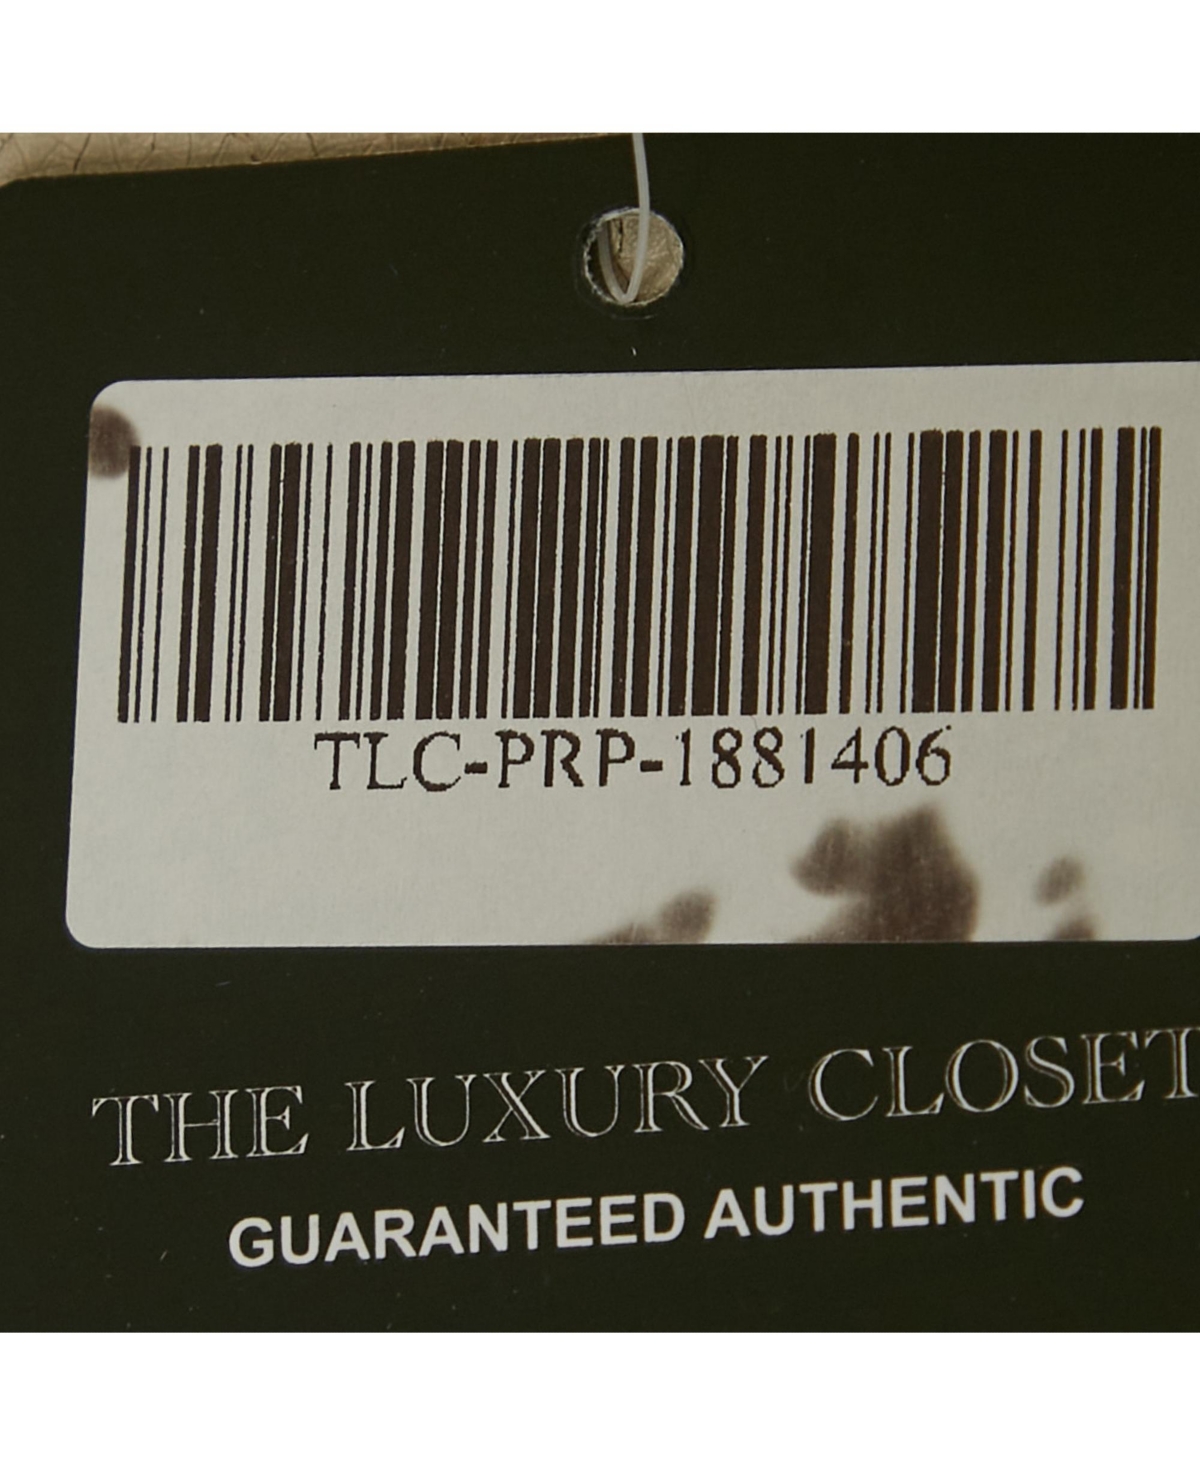 TLC-PRP-1881406
THE LUXURY CLOSET
GUARANTEED AUTHENTIC